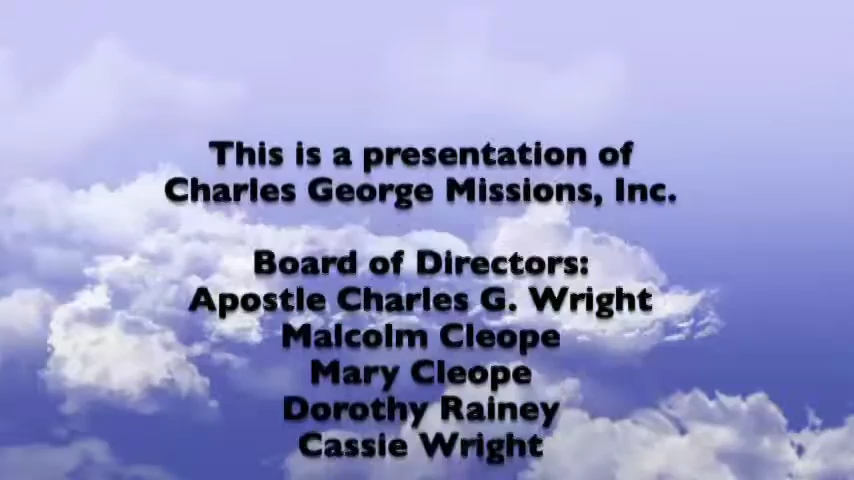 This is a presentation of
Charles George Missions, Inc.
Board of Directors:
Apostle Charles G. Wright
Malcolm Cleope
Mary Cleope
Dorothy Rainey
Cassie Wright